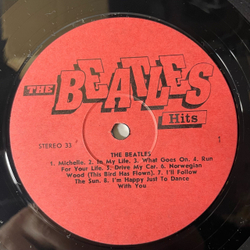 THE BEATLES
Hits
STEREO 33
THE BEATLES
1. Michelle. 2. In My Life. 3. What Goes On. 4. Run
For Your Life. 5. Drive My Car. 6. Norwegian
Wood (This Bird Has Flown). 7. I'll Follow
The Sun. 8. I'm Happy Just To Dance
With You